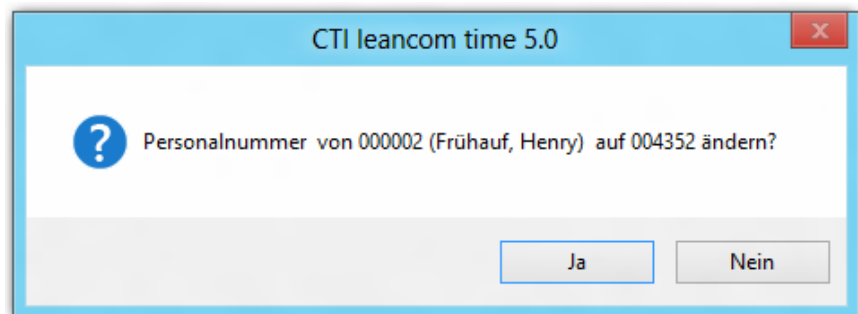 CTI leancom time 5.0
Personalnummer von 000002 (Frühauf, Henry) auf 004352 ändern?
Ja
Nein